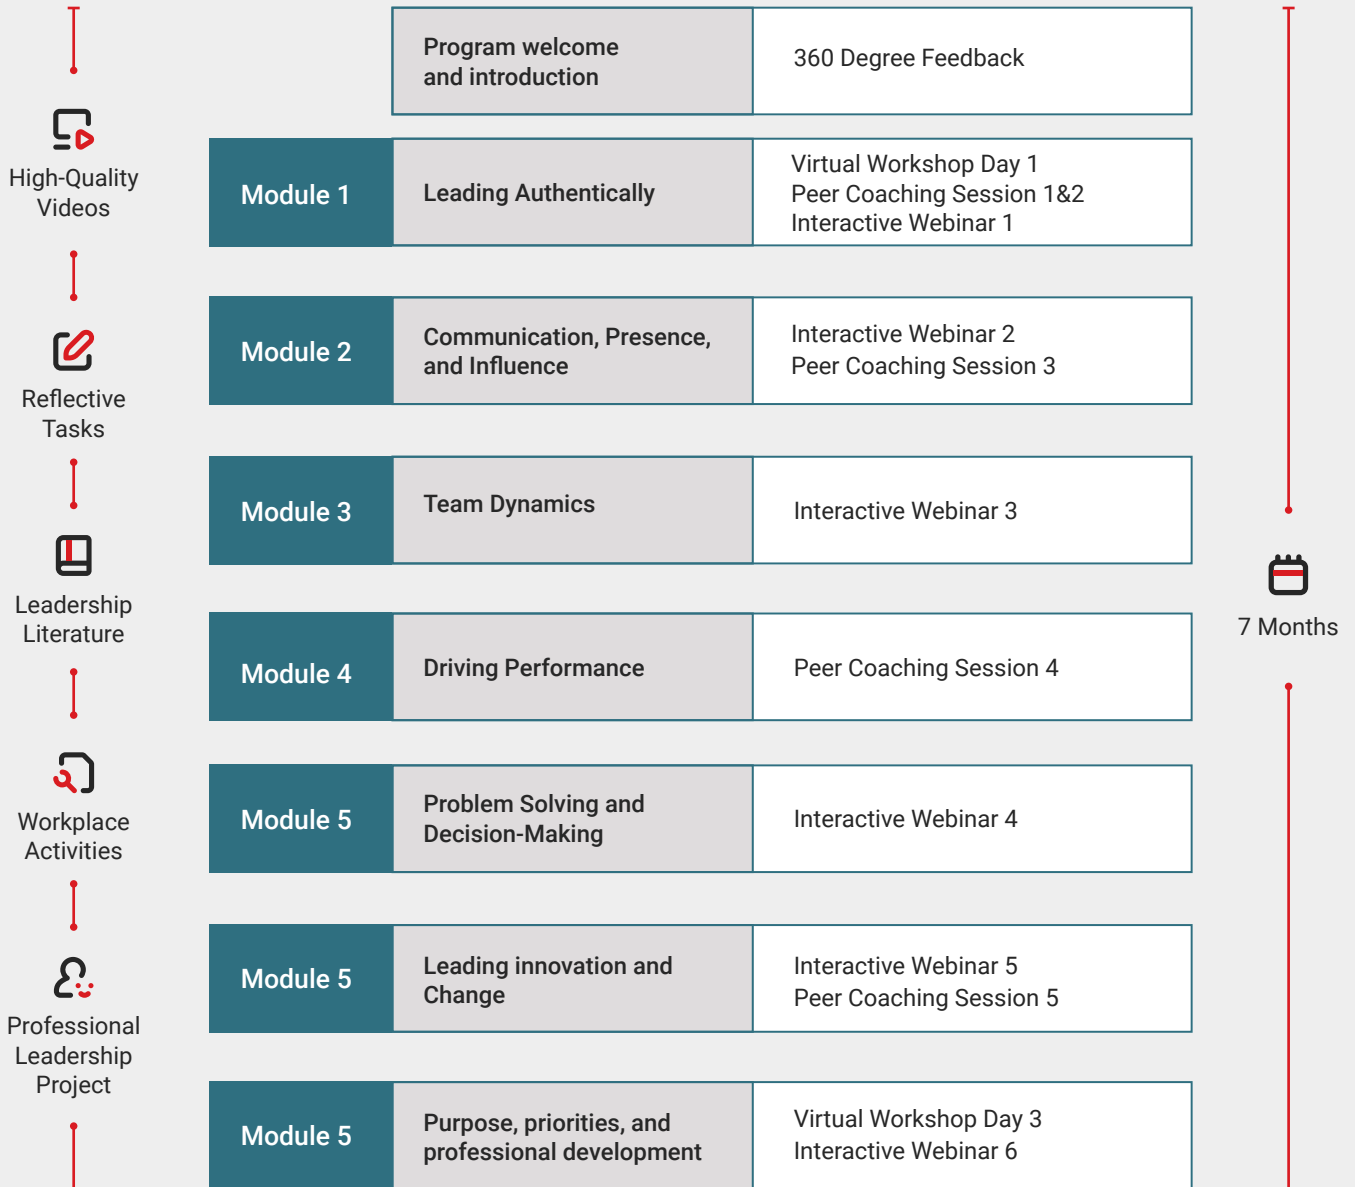 Program welcome
and introduction
360 Degree Feedback
High-Quality
Videos
Module 1
Leading Authentically
Virtual Workshop Day 1
Peer Coaching Session 1&2
Interactive Webinar 1
Module 2
Communication, Presence,
and Influence
Interactive Webinar 2
Peer Coaching Session 3
Reflective
Tasks
Module 3
Team Dynamics
Interactive Webinar 3
Leadership
Literature
Module 4
Driving Performance
Peer Coaching Session 4
7 Months
Workplace
Activities
Module 5
Problem Solving and
Decision-Making
Interactive Webinar 4
Module 5
Leading innovation and
Change
Interactive Webinar 5
Peer Coaching Session 5
Professional
Leadership
Project
Module 5
Purpose, priorities, and
professional development
Virtual Workshop Day 3
Interactive Webinar 6